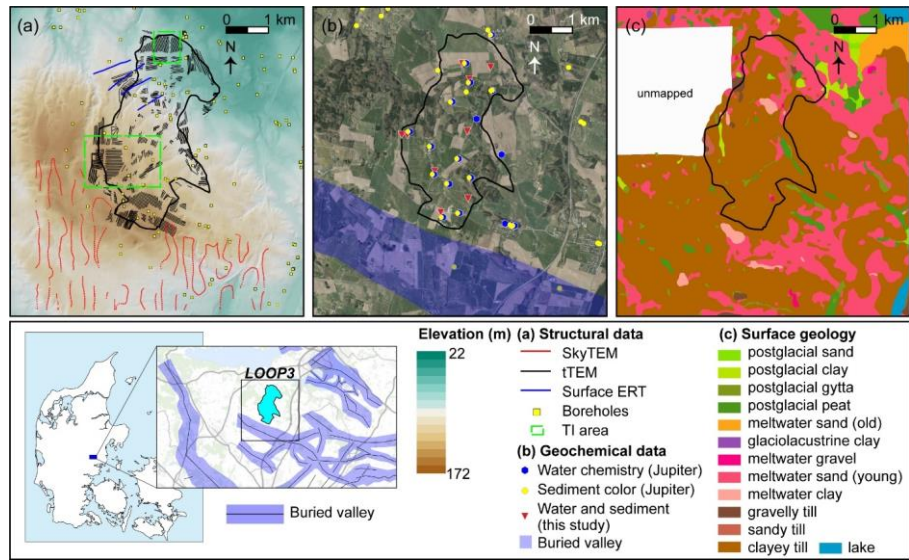 (a)
0 1 km
N
(b)
0 1 km
N
(c)
0 1 km
N
unmapped
LOOP3
Buried valley
Elevation (m)
22
172
(a) Structural data
SkyTEM
tTEM
Surface ERT
Boreholes
TI area
(b) Geochemical data
Water chemistry (Jupiter)
Sediment color (Jupiter)
Water and sediment
(this study)
Buried valley
(c) Surface geology
postglacial sand
postglacial clay
postglacial gytta
postglacial peat
meltwater sand (old)
glaciolacustrine clay
meltwater gravel
meltwater sand (young)
meltwater clay
gravelly till
sandy till
clayey till
lake